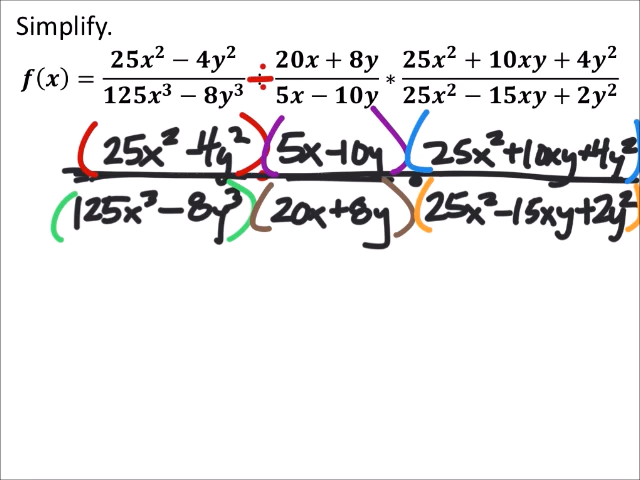 Simplify.
f(x) = (25x² − 4y²)/(125x³ − 8y³) ÷ (20x + 8y)/(5x − 10y) * (25x² + 10xy + 4y²)/(25x² − 15xy + 2y²)
= (25x² - 4y²)(5x - 10y) (25x² + 10xy + 4y²)
(125x³ - 8y³)(20x + 8y) • (25x² - 15xy + 2y²)